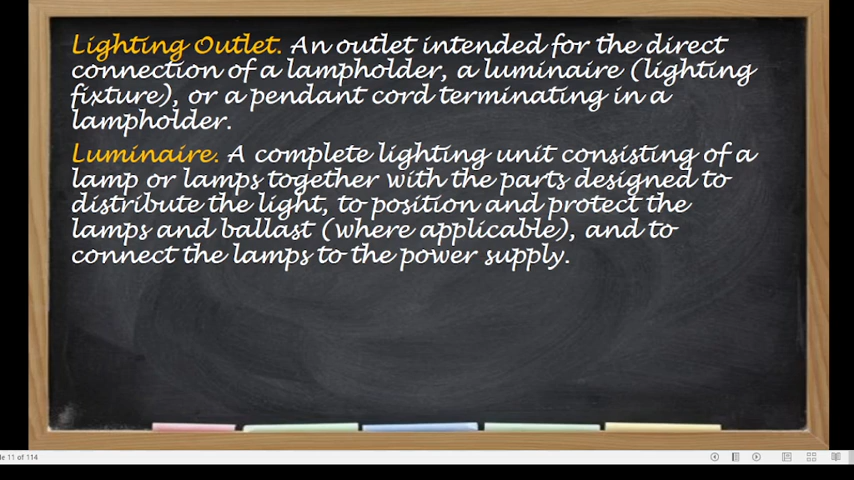 Lighting Outlet. An outlet intended for the direct
connection of a lampholder, a luminaire (lighting
fixture), or a pendant cord terminating in a
lampholder.
Luminaire. A complete lighting unit consisting of a
lamp or lamps together with the parts designed to
distribute the light, to position and protect the
lamps and ballast (where applicable), and to
connect the lamps to the power supply.
11 of 114